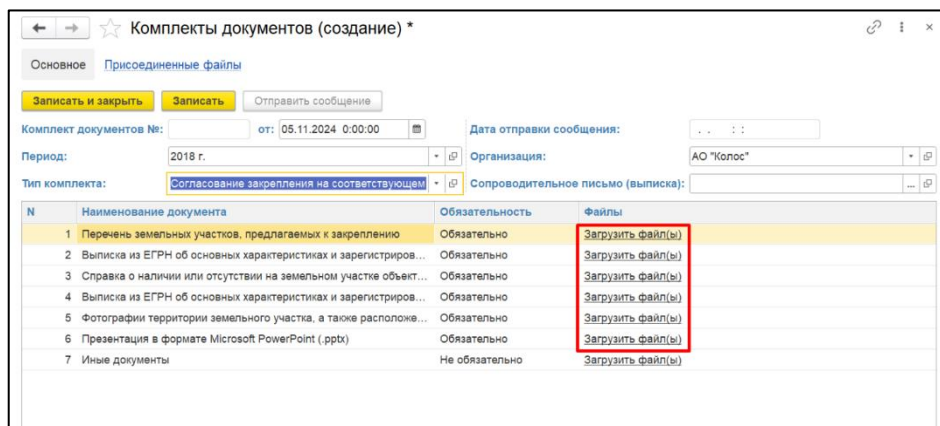 Комплекты документов (создание) *
Основное Присоединенные файлы
Записать и закрыть Записать Отправить сообщение
Комплект документов №: от: 05.11.2024 0:00:00 Дата отправки сообщения: . . : :
Период: 2018 г. Организация: АО "Колос"
Тип комплекта: Согласование закрепления на соответствующем Сопроводительное письмо (выписка):
N Наименование документа Обязательность Файлы
1 Перечень земельных участков, предлагаемых к закреплению Обязательно Загрузить файл(ы)
2 Выписка из ЕГРН об основных характеристиках и зарегистриров... Обязательно Загрузить файл(ы)
3 Справка о наличии или отсутствии на земельном участке объект... Обязательно Загрузить файл(ы)
4 Выписка из ЕГРН об основных характеристиках и зарегистриров... Обязательно Загрузить файл(ы)
5 Фотографии территории земельного участка, а также расположе... Обязательно Загрузить файл(ы)
6 Презентация в формате Microsoft PowerPoint (.pptx) Обязательно Загрузить файл(ы)
7 Иные документы Не обязательно Загрузить файл(ы)